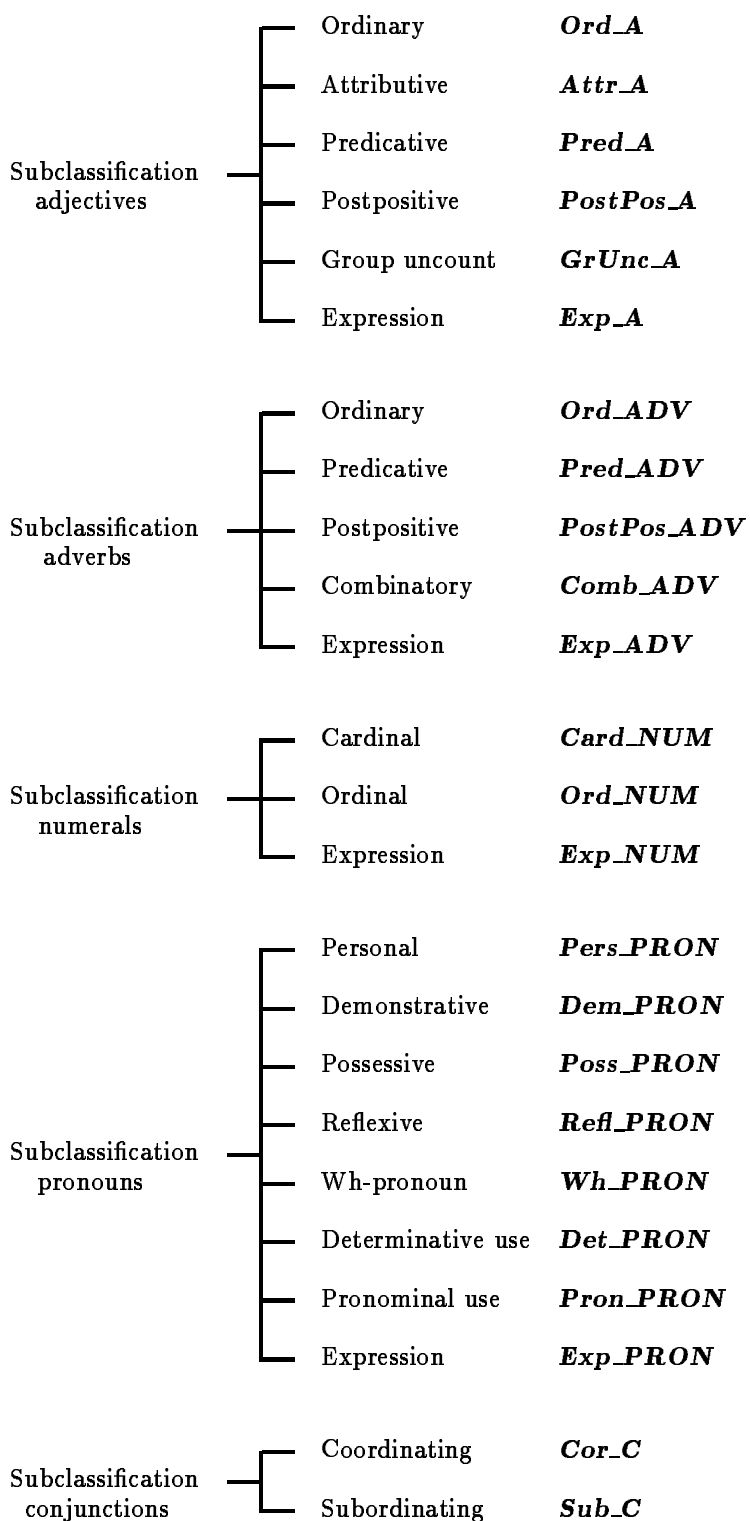 Ordinary Ord_A
Attributive Attr_A
Predicative Pred_A
Subclassification
adjectives
Postpositive PostPos_A
Group uncount GrUnc_A
Expression Exp_A
Ordinary Ord_ADV
Predicative Pred_ADV
Subclassification
adverbs
Postpositive PostPos_ADV
Combinatory Comb_ADV
Expression Exp_ADV
Cardinal Card_NUM
Subclassification
numerals
Ordinal Ord_NUM
Expression Exp_NUM
Personal Pers_PRON
Demonstrative Dem_PRON
Possessive Poss_PRON
Reflexive Refl_PRON
Subclassification
pronouns
Wh-pronoun Wh_PRON
Determinative use Det_PRON
Pronominal use Pron_PRON
Expression Exp_PRON
Coordinating Cor_C
Subclassification
conjunctions
Subordinating Sub_C